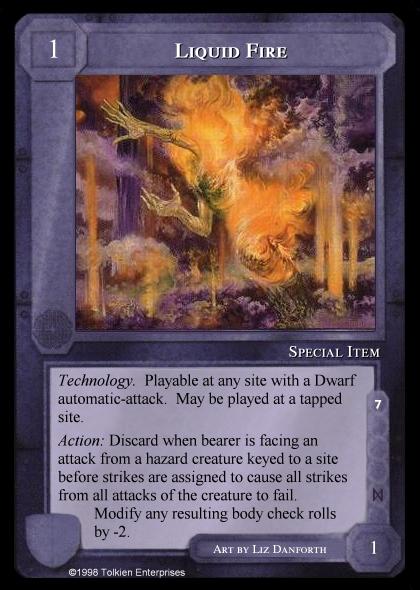 1
LIQUID FIRE
SPECIAL ITEM
Technology. Playable at any site with a Dwarf
automatic-attack. May be played at a tapped
site.
7
Action: Discard when bearer is facing an
attack from a hazard creature keyed to a site
before strikes are assigned to cause all strikes
from all attacks of the creature to fail.
Modify any resulting body check rolls
by -2.
ART BY LIZ DANFORTH
1
©1998 Tolkien Enterprises